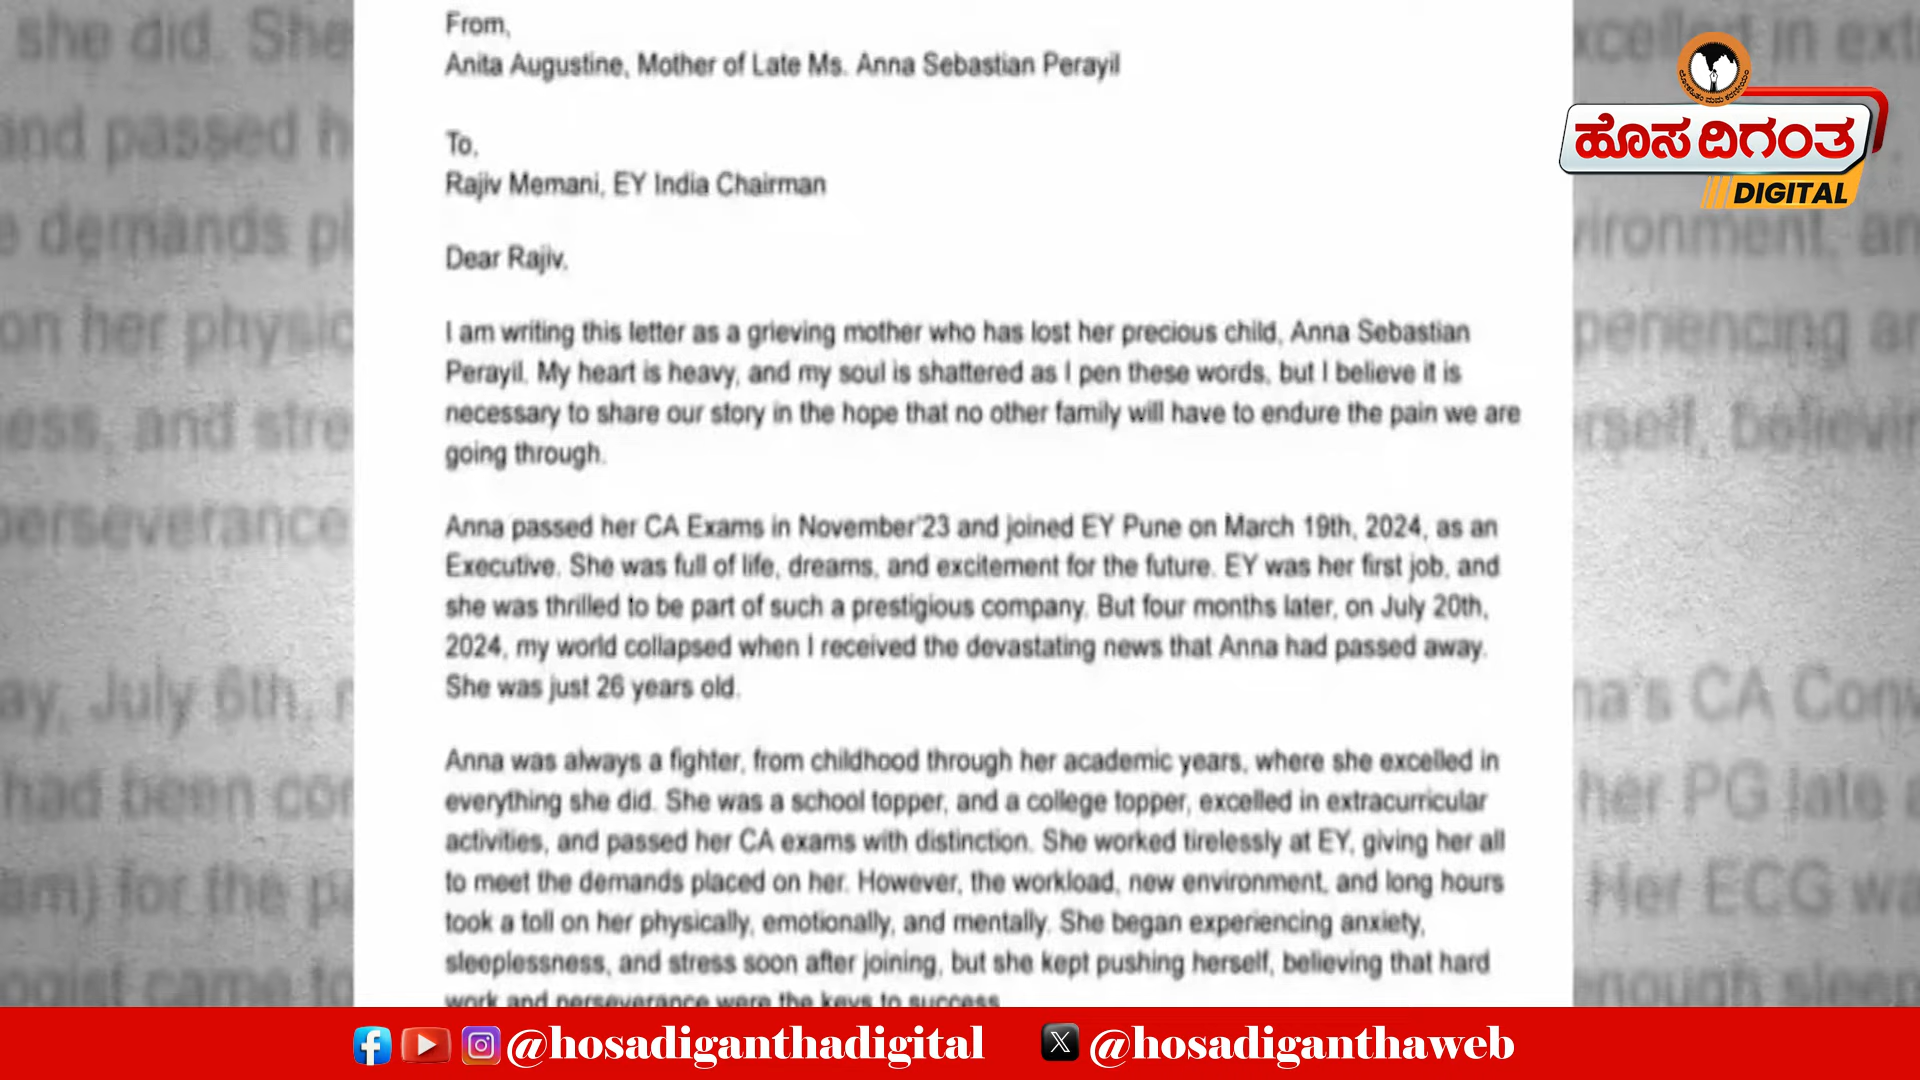 From,
Anita Augustine, Mother of Late Ms. Anna Sebastian Perayil
To,
Rajiv Memani, EY India Chairman
Dear Rajiv,
I am writing this letter as a grieving mother who has lost her precious child, Anna Sebastian
Perayil. My heart is heavy, and my soul is shattered as I pen these words, but I believe it is
necessary to share our story in the hope that no other family will have to endure the pain we are
going through.
Anna passed her CA Exams in November'23 and joined EY Pune on March 19th, 2024, as an
Executive. She was full of life, dreams, and excitement for the future. EY was her first job, and
she was thrilled to be part of such a prestigious company. But four months later, on July 20th,
2024, my world collapsed when I received the devastating news that Anna had passed away.
She was just 26 years old.
Anna was always a fighter, from childhood through her academic years, where she excelled in
everything she did. She was a school topper, and a college topper, excelled in extracurricular
activities, and passed her CA exams with distinction. She worked tirelessly at EY, giving her all
to meet the demands placed on her. However, the workload, new environment, and long hours
took a toll on her physically, emotionally, and mentally. She began experiencing anxiety,
sleeplessness, and stress soon after joining, but she kept pushing herself, believing that hard
work and perseverance were the keys to success
ಹೊಸ ದಿಗಂತ
DIGITAL
@hosadiganthadigital
@hosadiganthaweb